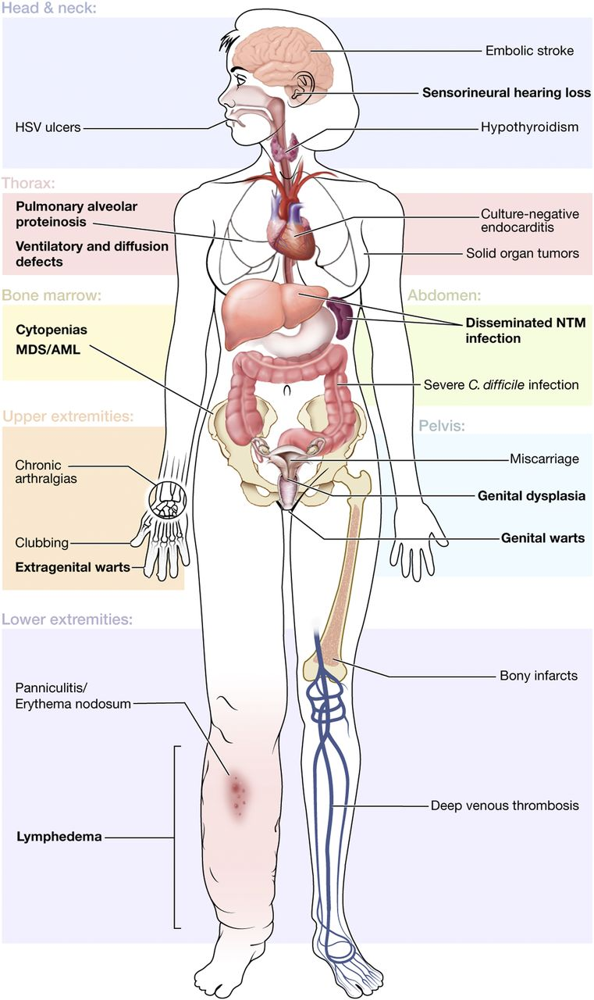 Head & neck:
Embolic stroke
Sensorineural hearing loss
HSV ulcers
Hypothyroidism
Thorax:
Pulmonary alveolar
proteinosis
Ventilatory and diffusion
defects
Culture-negative
endocarditis
Solid organ tumors
Bone marrow:
Cytopenias
MDS/AML
Abdomen:
Disseminated NTM
infection
Severe C. difficile infection
Upper extremities:
Chronic
arthralgias
Clubbing
Extragenital warts
Pelvis:
Miscarriage
Genital dysplasia
Genital warts
Lower extremities:
Panniculitis/
Erythema nodosum
Lymphedema
Bony infarcts
Deep venous thrombosis